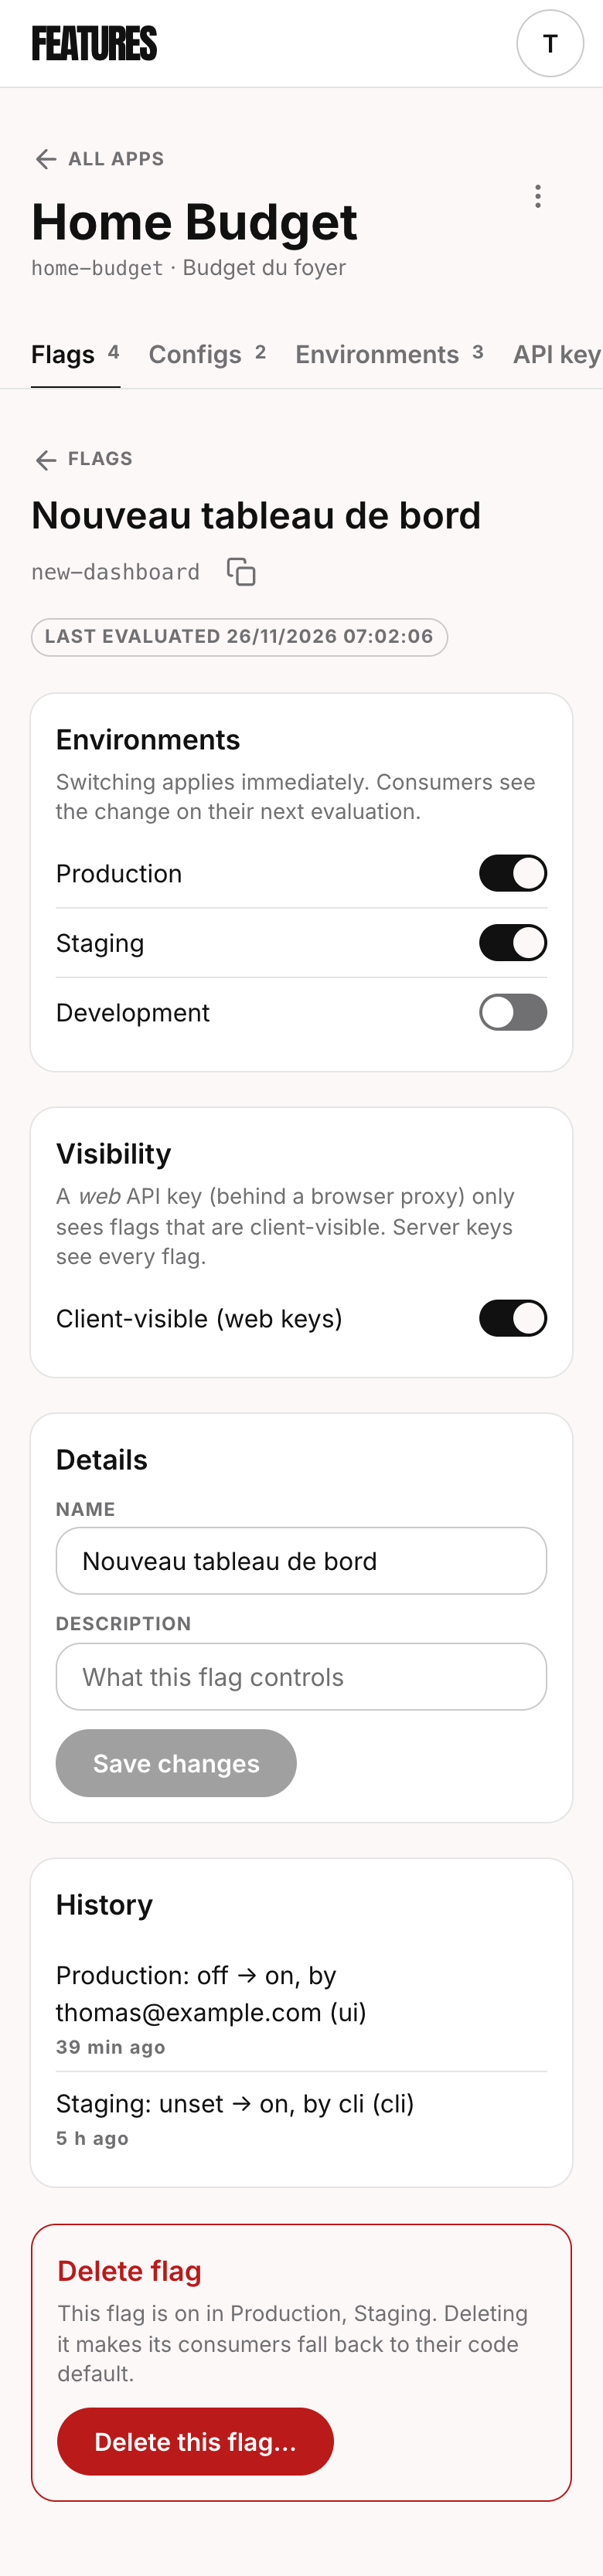 FEATURES
T
ALL APPS
Home Budget
home-budget · Budget du foyer
Flags 4 Configs 2 Environments 3 API key
FLAGS
Nouveau tableau de bord
new-dashboard
LAST EVALUATED 26/11/2026 07:02:06
Environments
Switching applies immediately. Consumers see
the change on their next evaluation.
Production
Staging
Development
Visibility
A web API key (behind a browser proxy) only
sees flags that are client-visible. Server keys
see every flag.
Client-visible (web keys)
Details
NAME
Nouveau tableau de bord
DESCRIPTION
What this flag controls
Save changes
History
Production: off → on, by
thomas@example.com (ui)
39 min ago
Staging: unset → on, by cli (cli)
5 h ago
Delete flag
This flag is on in Production, Staging. Deleting
it makes its consumers fall back to their code
default.
Delete this flag...